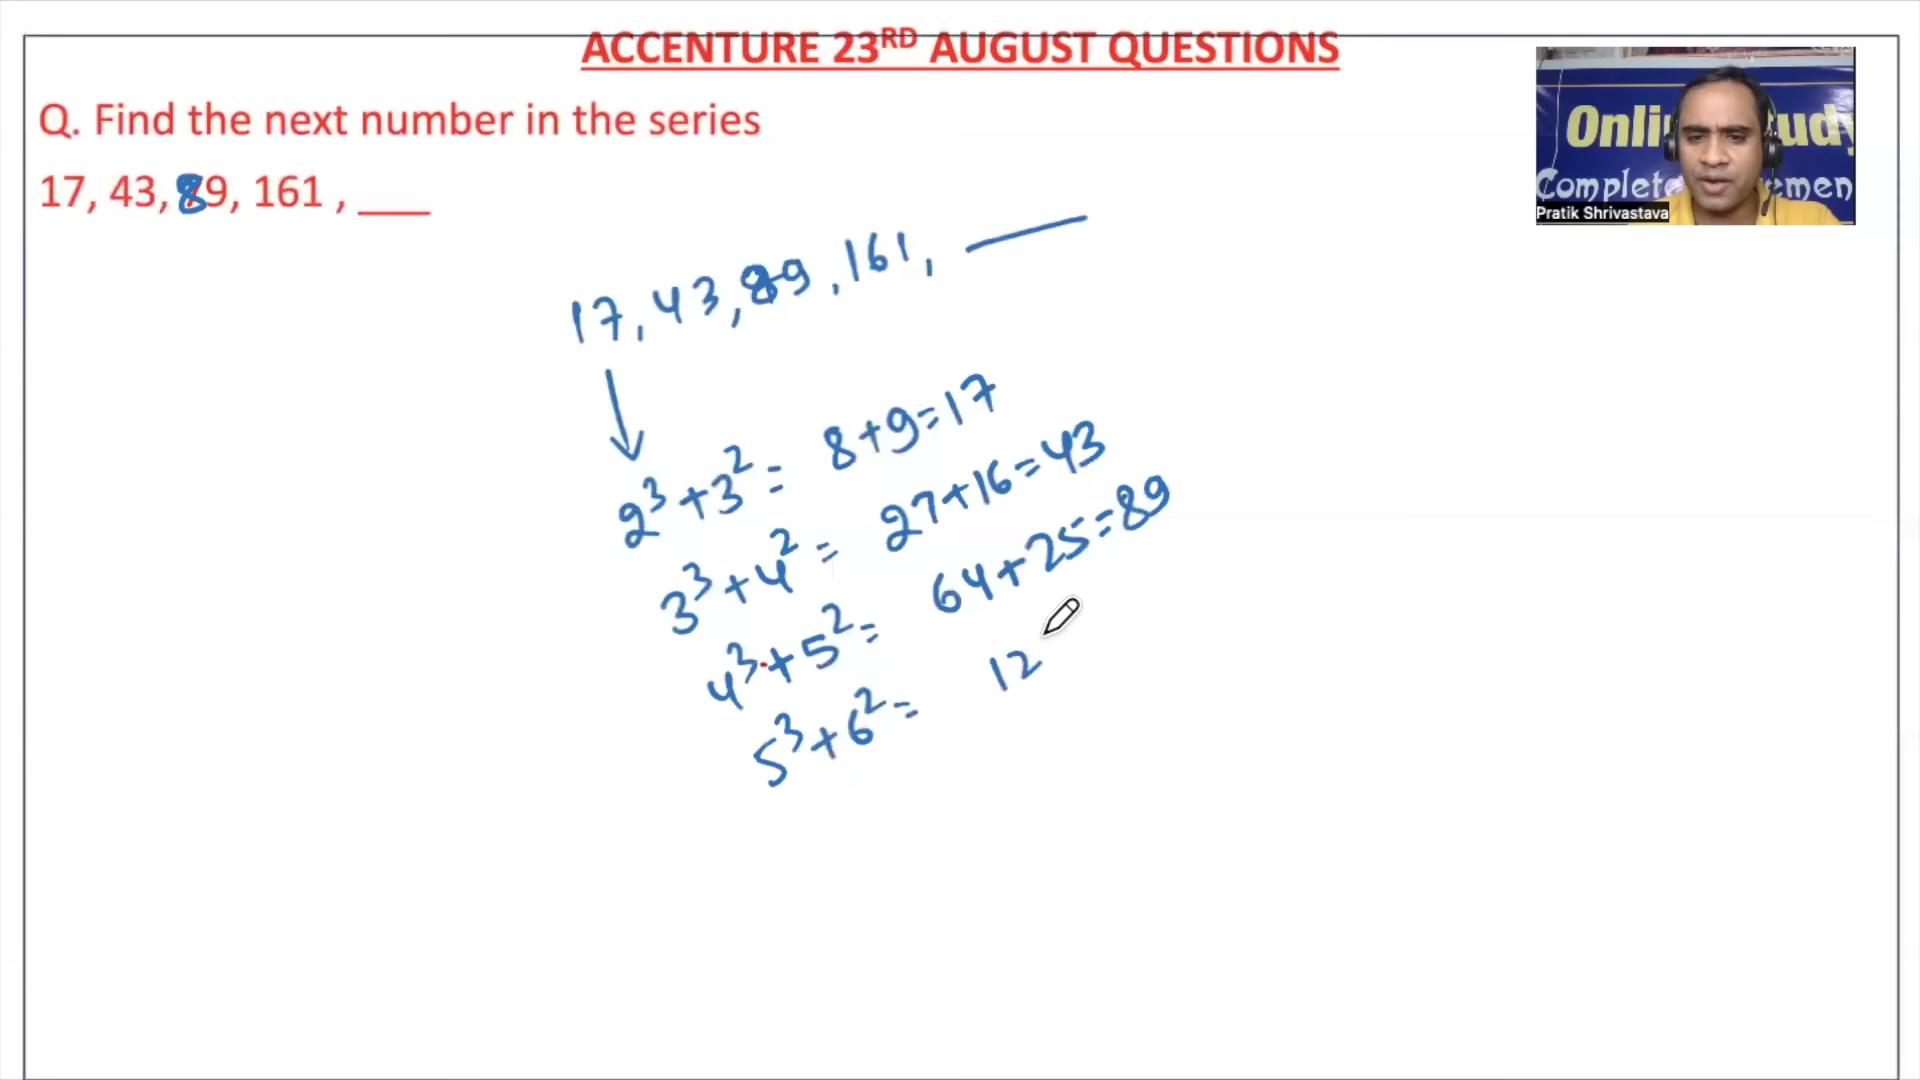 ACCENTURE 23RD AUGUST QUESTIONS
Q. Find the next number in the series
17, 43, 89, 161 , ___
Complete
Pratik Shrivastava
17, 43, 89, 161, ___
2³ + 3² = 8+9=17
3³ + 4² = 27+16=43
4³ + 5² = 64+25=89
5³ + 6² = 12